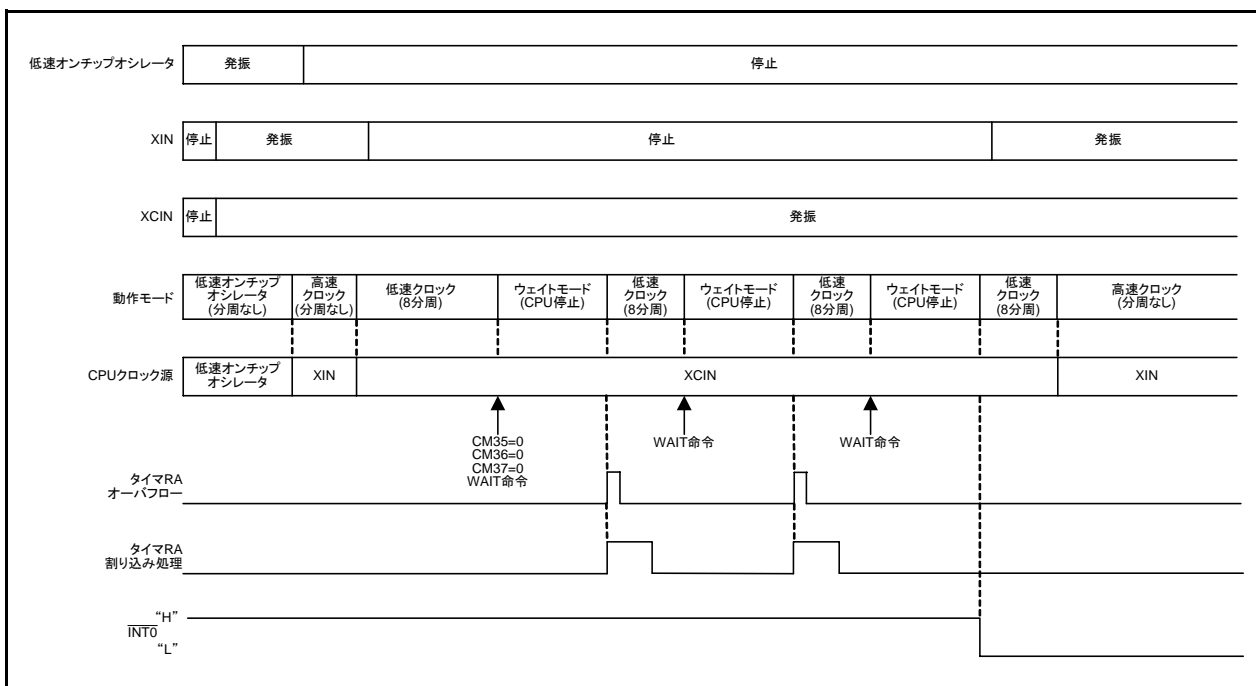 低速オンチップオシレータ
発振
停止
XIN
停止
発振
停止
発振
XCIN
停止
発振
動作モード
低速オンチップ
オシレータ
(分周なし)
高速
クロック
(分周なし)
低速クロック
(8分周)
ウェイトモード
(CPU停止)
低速
クロック
(8分周)
ウェイトモード
(CPU停止)
低速
クロック
(8分周)
ウェイトモード
(CPU停止)
低速
クロック
(8分周)
高速クロック
(分周なし)
CPUクロック源
低速オンチップ
オシレータ
XIN
XCIN
XIN
CM35=0
CM36=0
CM37=0
WAIT命令
WAIT命令
WAIT命令
タイマRA
オーバフロー
タイマRA
割り込み処理
“H”
INT0
“L”